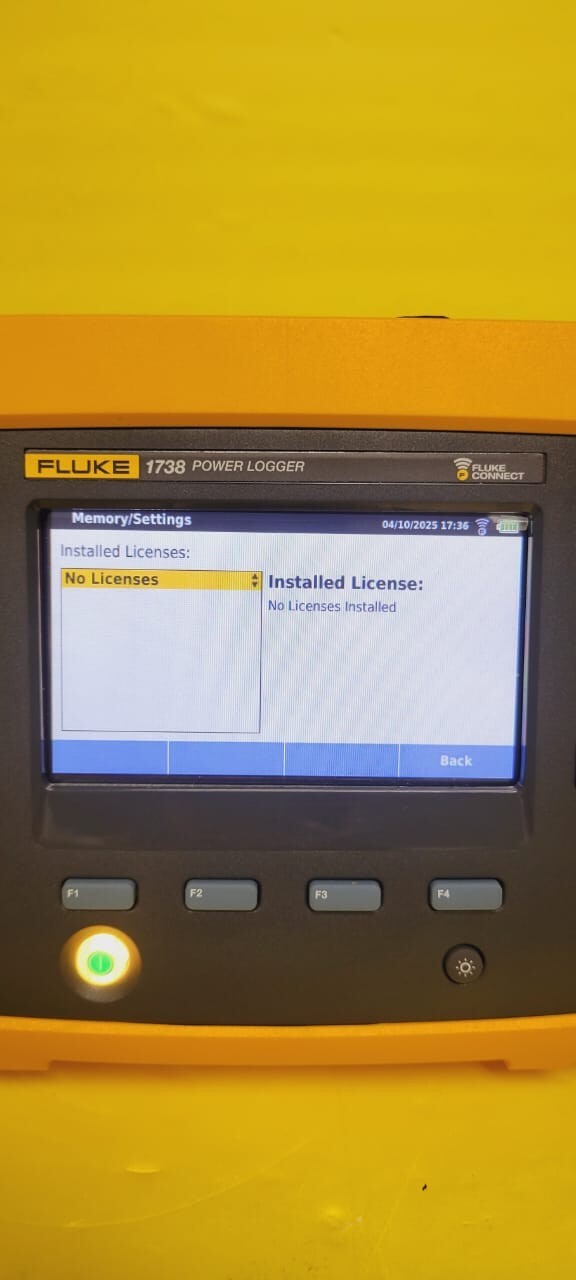 FLUKE 1738 POWER LOGGER
FLUKE CONNECT
Memory/Settings
04/10/2025 17:36
Installed Licenses:
No Licenses
Installed License:
No Licenses Installed
Back
F1
F2
F3
F4